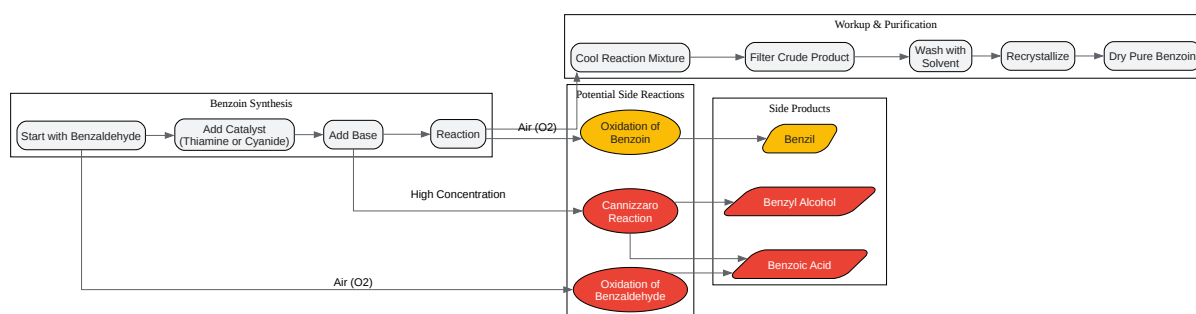 Workup & Purification
Cool Reaction Mixture
Filter Crude Product
Wash with
Solvent
Recrystallize
Dry Pure Benzoin
Benzoin Synthesis
Start with Benzaldehyde
Add Catalyst
(Thiamine or Cyanide)
Add Base
Reaction
Air (O2)
Potential Side Reactions
Oxidation of
Benzoin
Side Products
Benzil
High Concentration
Cannizzaro
Reaction
Benzyl Alcohol
Benzoic Acid
Air (O2)
Oxidation of
Benzaldehyde